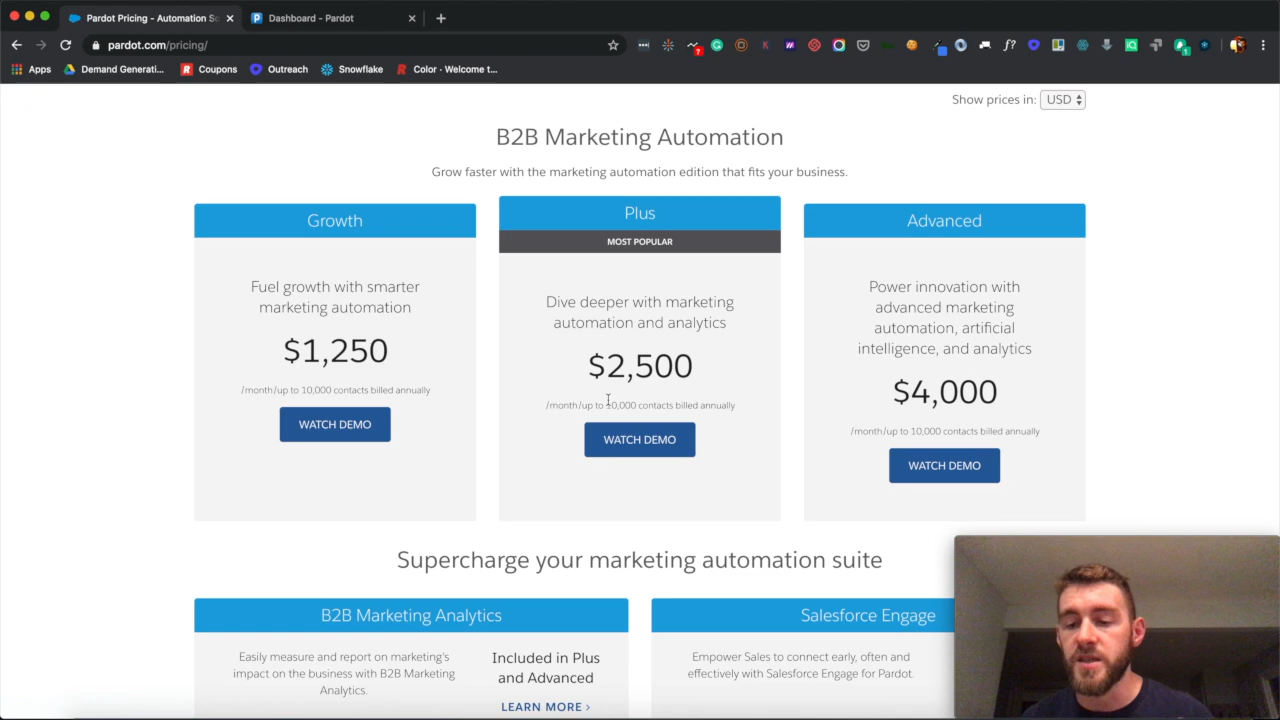 Pardot Pricing - Automation So
Dashboard - Pardot
pardot.com/pricing/
Apps
Demand Generati...
Coupons
Outreach
Snowflake
Color · Welcome t...
Show prices in: USD
B2B Marketing Automation
Grow faster with the marketing automation edition that fits your business.
Growth
Fuel growth with smarter
marketing automation
$1,250
/month/up to 10,000 contacts billed annually
WATCH DEMO
Plus
MOST POPULAR
Dive deeper with marketing
automation and analytics
$2,500
/month/up to 10,000 contacts billed annually
WATCH DEMO
Advanced
Power innovation with
advanced marketing
automation, artificial
intelligence, and analytics
$4,000
/month/up to 10,000 contacts billed annually
WATCH DEMO
Supercharge your marketing automation suite
B2B Marketing Analytics
Easily measure and report on marketing's
impact on the business with B2B Marketing
Analytics.
Included in Plus
and Advanced
LEARN MORE >
Salesforce Engage
Empower Sales to connect early, often and
effectively with Salesforce Engage for Pardot.